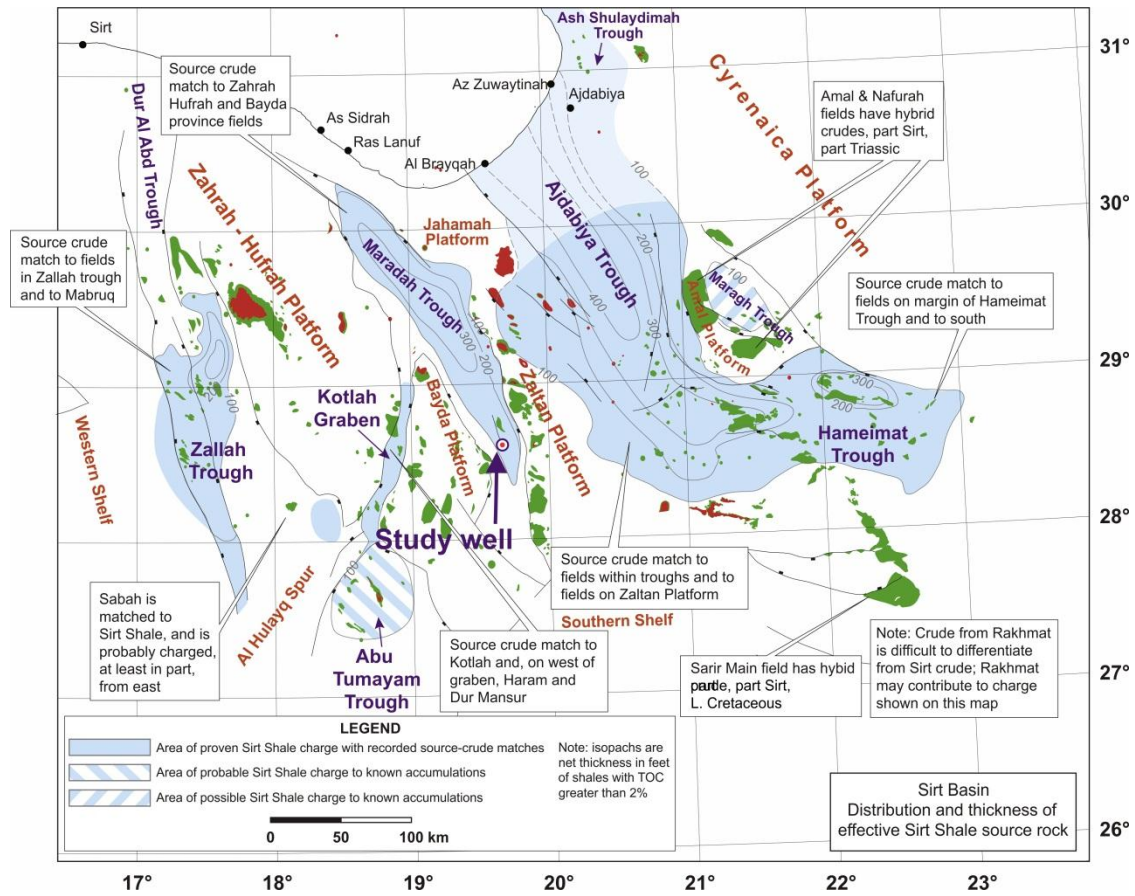 Sirt
Ash Shulaydimah
Trough
31°
Source crude
match to Zahrah
Hufrah and Bayda
province fields
Dur Al Abd Trough
Az Zuwaytinah
Ajdabiya
Cyrenaica Platform
Amal & Nafurah
fields have hybrid
crudes, part Sirt,
part Triassic
As Sidrah
Ras Lanuf
Al Brayqah
100
30°
Zahrah - Hufrah Platform
Source crude
match to fields
in Zallah trough
and to Mabruq
Jahamah
Platform
Ajdabiya Trough
200
Maradah Trough
100
Maragh Trough
Amal Platform
Source crude match to
fields on margin of Hameimat
Trough and to south
400
300
100
300
200
29°
100
Zaltan Platform
300
200
100
Kotlah
Graben
Bayda Platform
Western Shelf
Zallah
Trough
Hameimat
Trough
28°
Study well
Source crude match to
fields within troughs and to
fields on Zaltan Platform
Sabah is
matched to
Sirt Shale, and is
probably charged,
at least in part,
from east
Al Hulayq Spur
100
Abu
Tumayam
Trough
Source crude match to
Kotlah and, on west of
graben, Haram and
Dur Mansur
Southern Shelf
Sarir Main field has hybid
crude, part Sirt,
L. Cretaceous
Note: Crude from Rakhmat
is difficult to differentiate
from Sirt crude; Rakhmat
may contribute to charge
shown on this map
27°
LEGEND
Area of proven Sirt Shale charge with recorded source-crude matches
Area of probable Sirt Shale charge to known accumulations
Area of possible Sirt Shale charge to known accumulations
Note: isopachs are
net thickness in feet
of shales with TOC
greater than 2%
0 50 100 km
Sirt Basin
Distribution and thickness of
effective Sirt Shale source rock
26°
17° 18° 19° 20° 21° 22° 23°